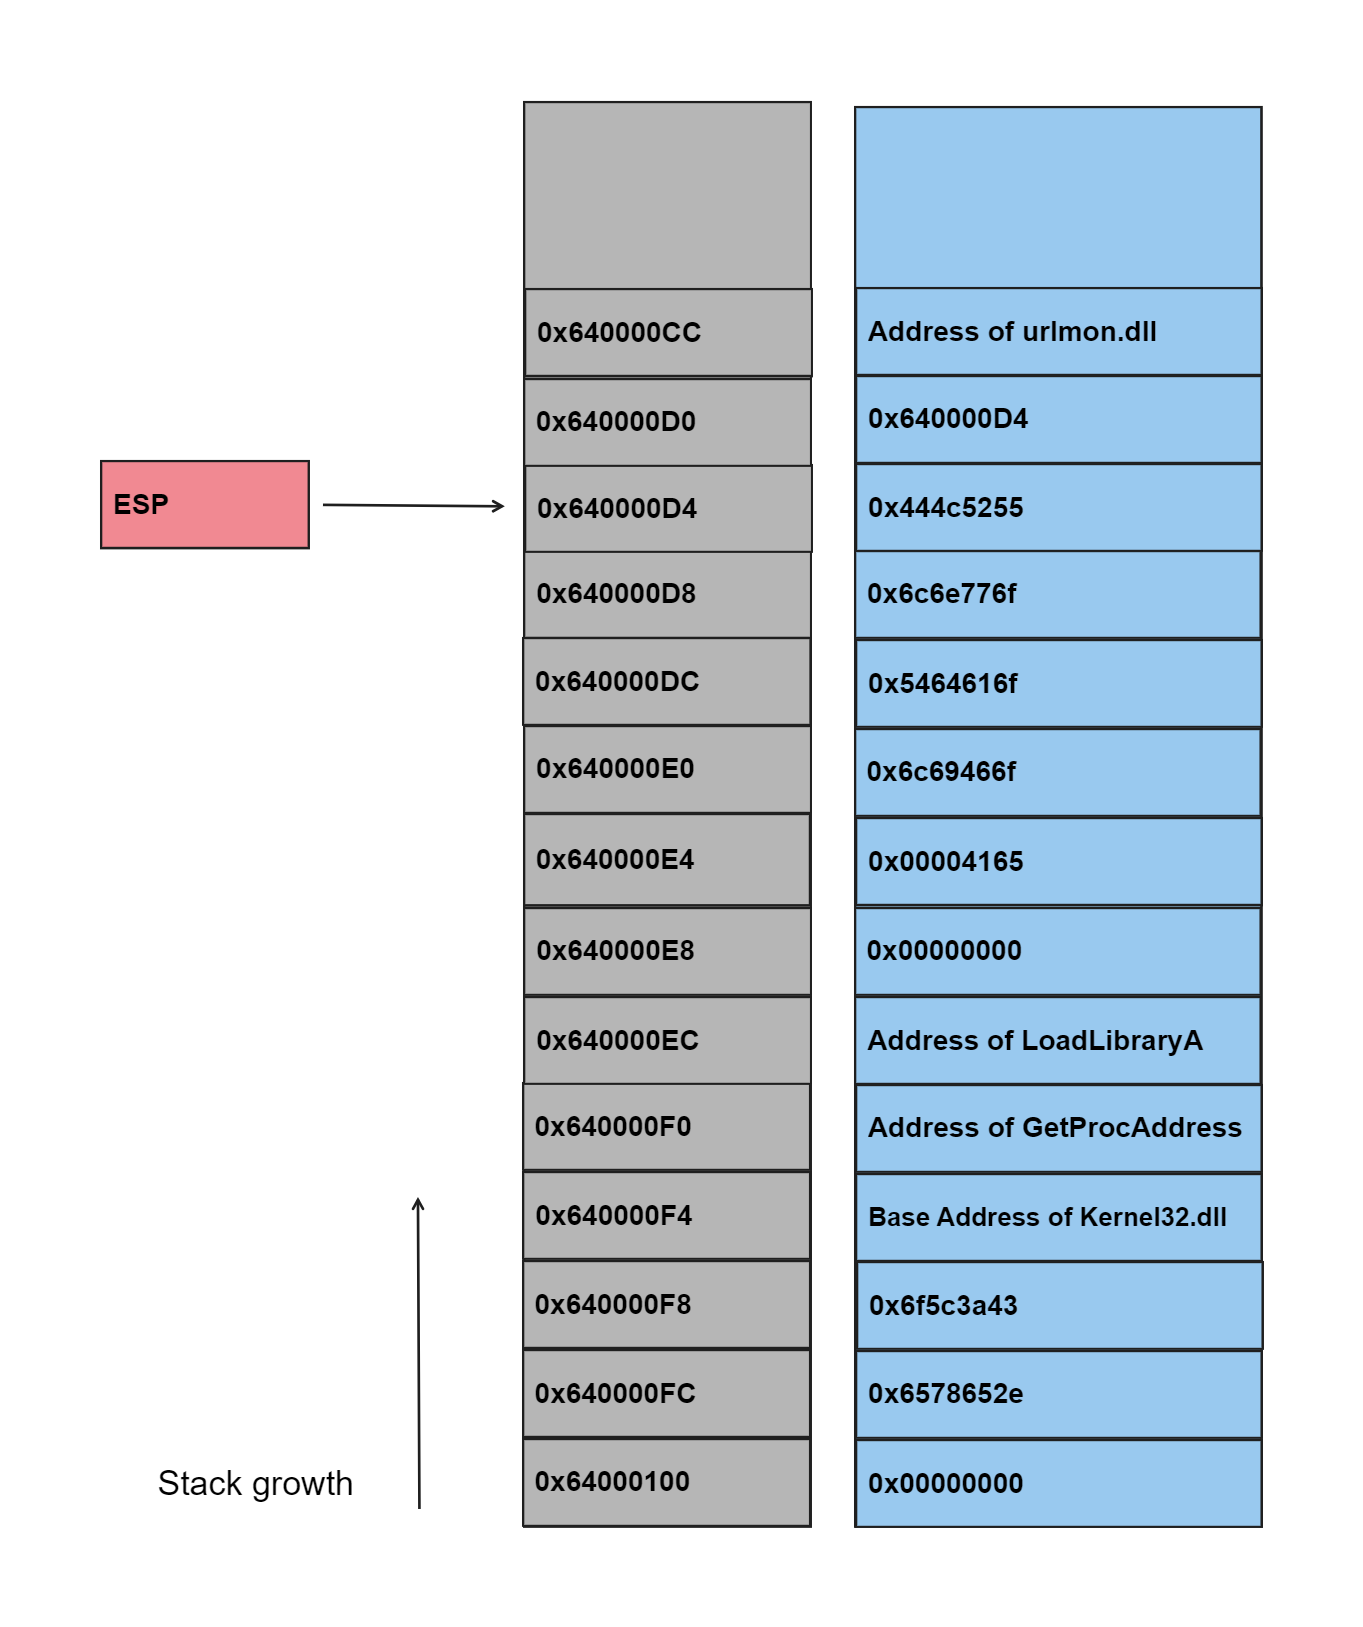 0x640000CC Address of urlmon.dll
0x640000D0 0x640000D4
ESP 0x640000D4 0x444c5255
0x640000D8 0x6c6e776f
0x640000DC 0x5464616f
0x640000E0 0x6c69466f
0x640000E4 0x00004165
0x640000E8 0x00000000
0x640000EC Address of LoadLibraryA
0x640000F0 Address of GetProcAddress
0x640000F4 Base Address of Kernel32.dll
0x640000F8 0x6f5c3a43
0x640000FC 0x6578652e
Stack growth 0x64000100 0x00000000